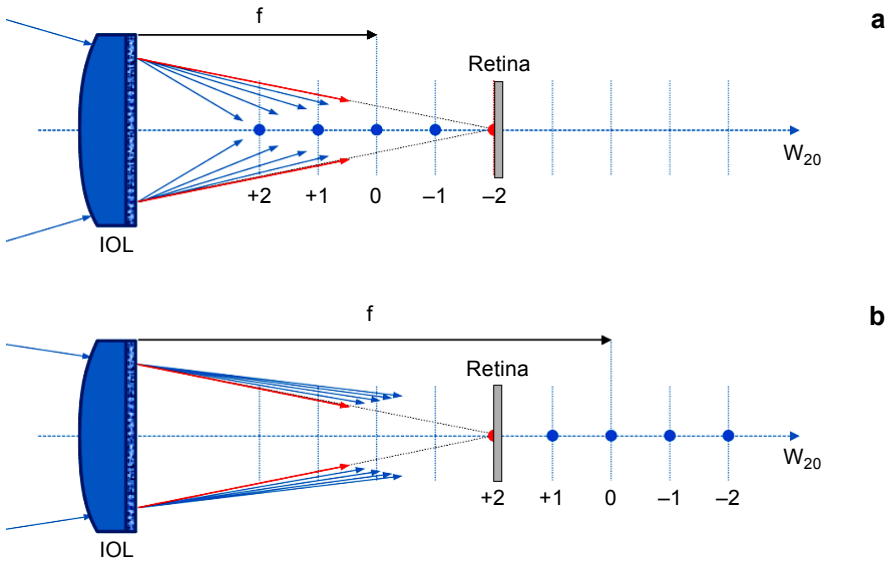 f
a
Retina
W20
+2 +1 0 –1 –2
IOL
f
b
Retina
W20
+2 +1 0 –1 –2
IOL